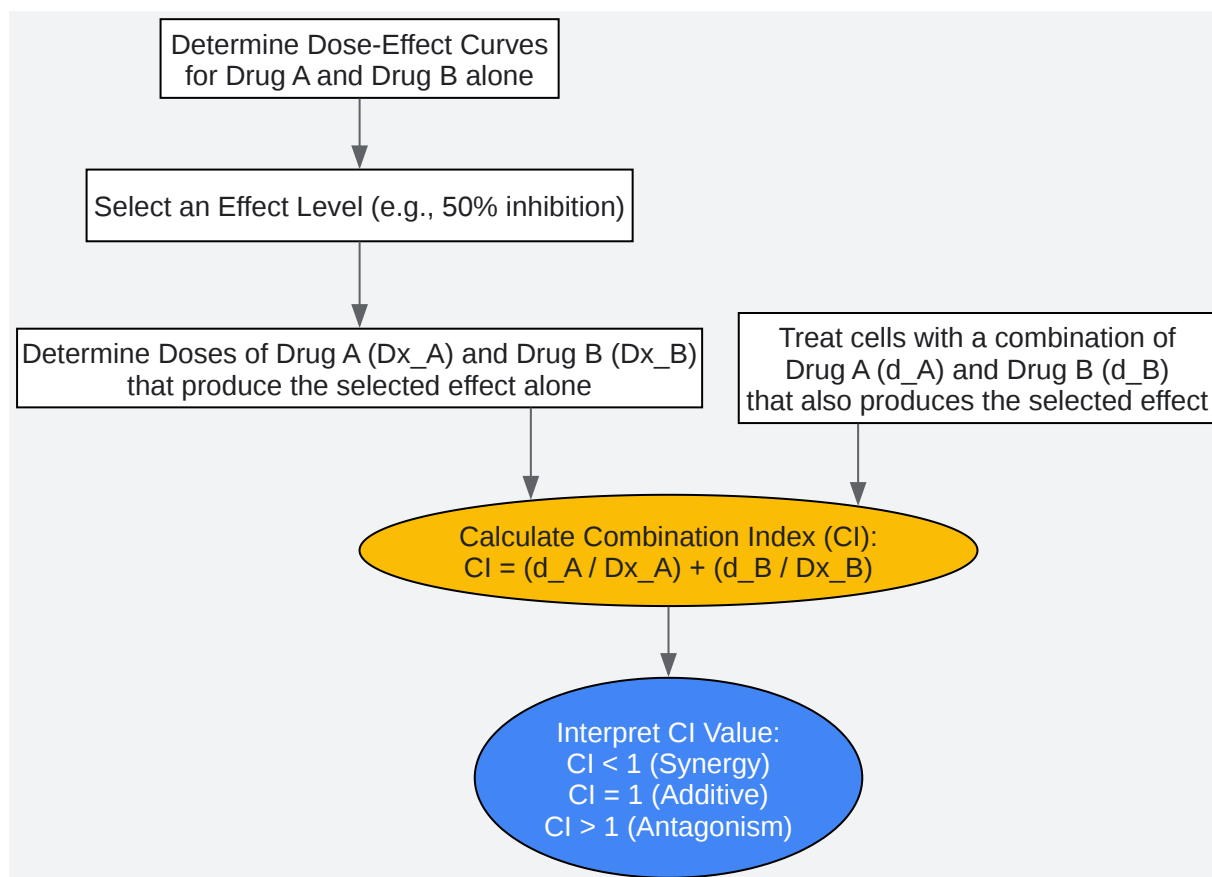 Determine Dose-Effect Curves
for Drug A and Drug B alone
Select an Effect Level (e.g., 50% inhibition)
Determine Doses of Drug A (Dx_A) and Drug B (Dx_B)
that produce the selected effect alone
Treat cells with a combination of
Drug A (d_A) and Drug B (d_B)
that also produces the selected effect
Calculate Combination Index (CI):
CI = (d_A / Dx_A) + (d_B / Dx_B)
Interpret CI Value:
CI < 1 (Synergy)
CI = 1 (Additive)
CI > 1 (Antagonism)